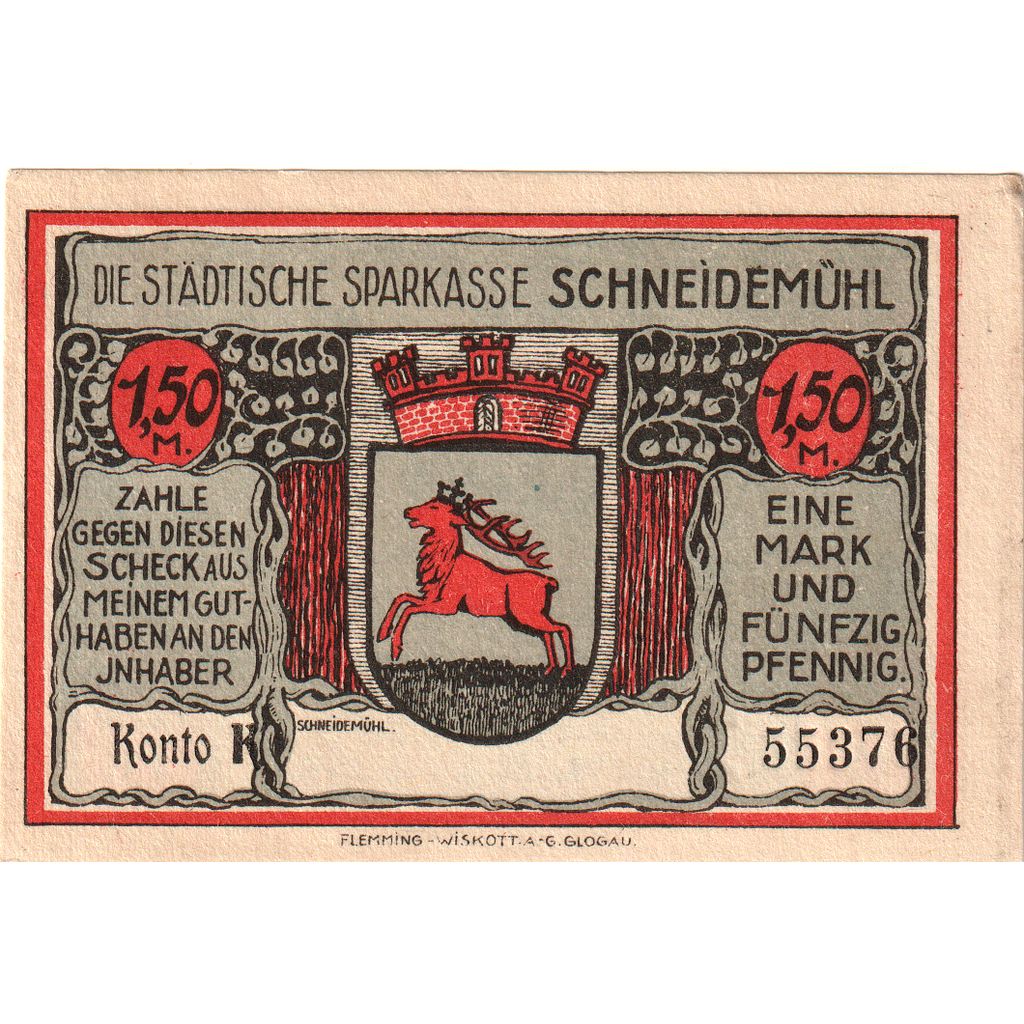 DIE STÄDTISCHE SPARKASSE SCHNEIDEMÜHL
1,50 M.
1,50 M.
ZAHLE
GEGEN DIESEN
SCHECK AUS
MEINEM GUT-
HABEN AN DEN
JNHABER
EINE
MARK
UND
FÜNFZIG
PFENNIG.
Konto K
SCHNEIDEMÜHL.
55376
FLEMMING-WISKOTT.A-G.GLOGAU.